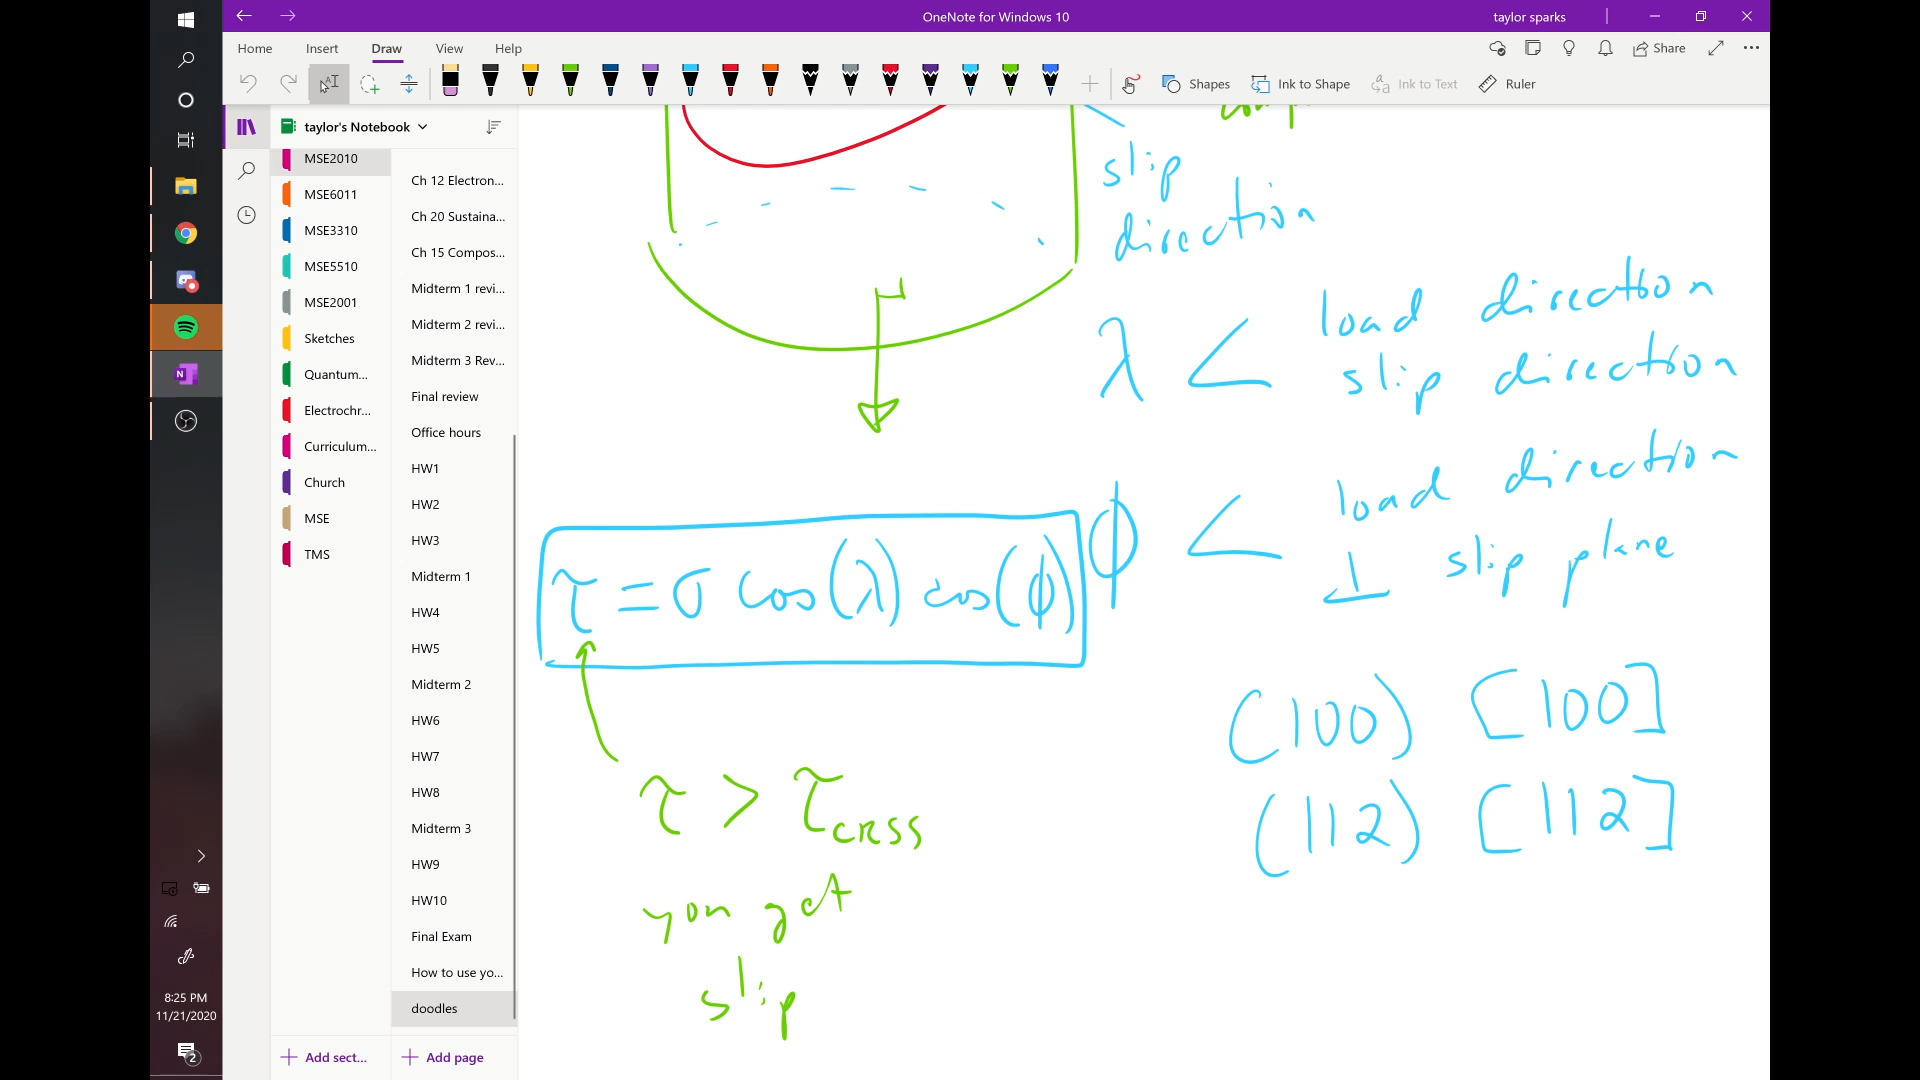 OneNote for Windows 10
taylor sparks
Home Insert Draw View Help
Share
Shapes Ink to Shape Ink to Text Ruler
taylor's Notebook
MSE2010
MSE6011
MSE3310
MSE5510
MSE2001
Sketches
Quantum...
Electrochr...
Curriculum...
Church
MSE
TMS
Add sect...
Ch 12 Electron...
Ch 20 Sustaina...
Ch 15 Compos...
Midterm 1 revi...
Midterm 2 revi...
Midterm 3 Rev...
Final review
Office hours
HW1
HW2
HW3
Midterm 1
HW4
HW5
Midterm 2
HW6
HW7
HW8
Midterm 3
HW9
HW10
Final Exam
How to use yo...
doodles
Add page
slip
direction
λ < load direction
slip direction
ϕ < load direction
⊥ slip plane
τ = σ cos(λ) cos(ϕ)
τ > τCRSS
you get
slip
(100) [100]
(112) [112]
8:25 PM
11/21/2020
2